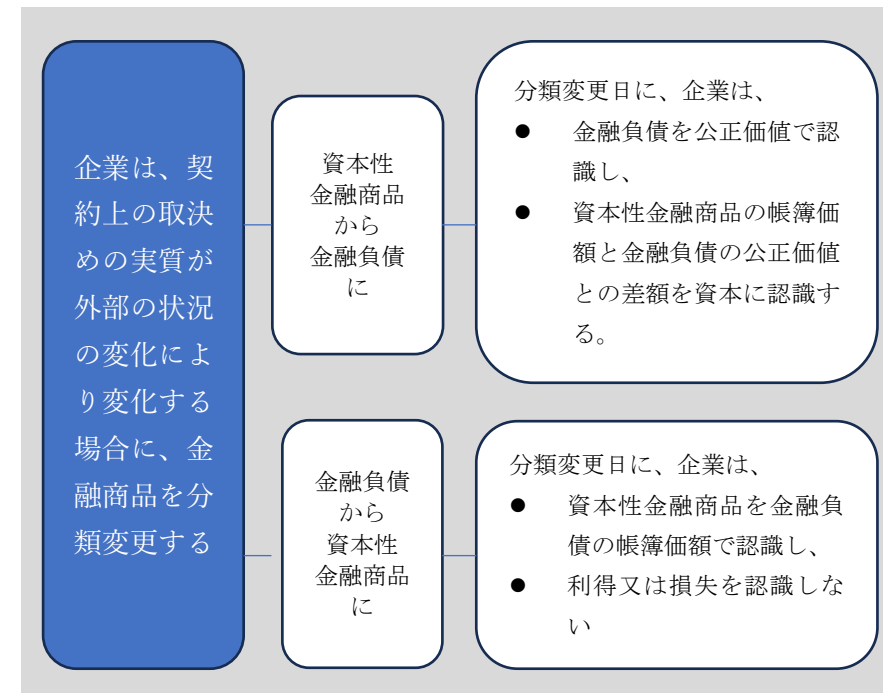 企業は、契
約上の取決
めの実質が
外部の状況
の変化によ
り変化する
場合に、金
融商品を分
類変更する
資本性
金融商品
から
金融負債
に
分類変更日に、企業は、
● 金融負債を公正価値で認
識し、
● 資本性金融商品の帳簿価
額と金融負債の公正価値
との差額を資本に認識す
る。
金融負債
から
資本性
金融商品
に
分類変更日に、企業は、
● 資本性金融商品を金融負
債の帳簿価額で認識し、
● 利得又は損失を認識しな
い